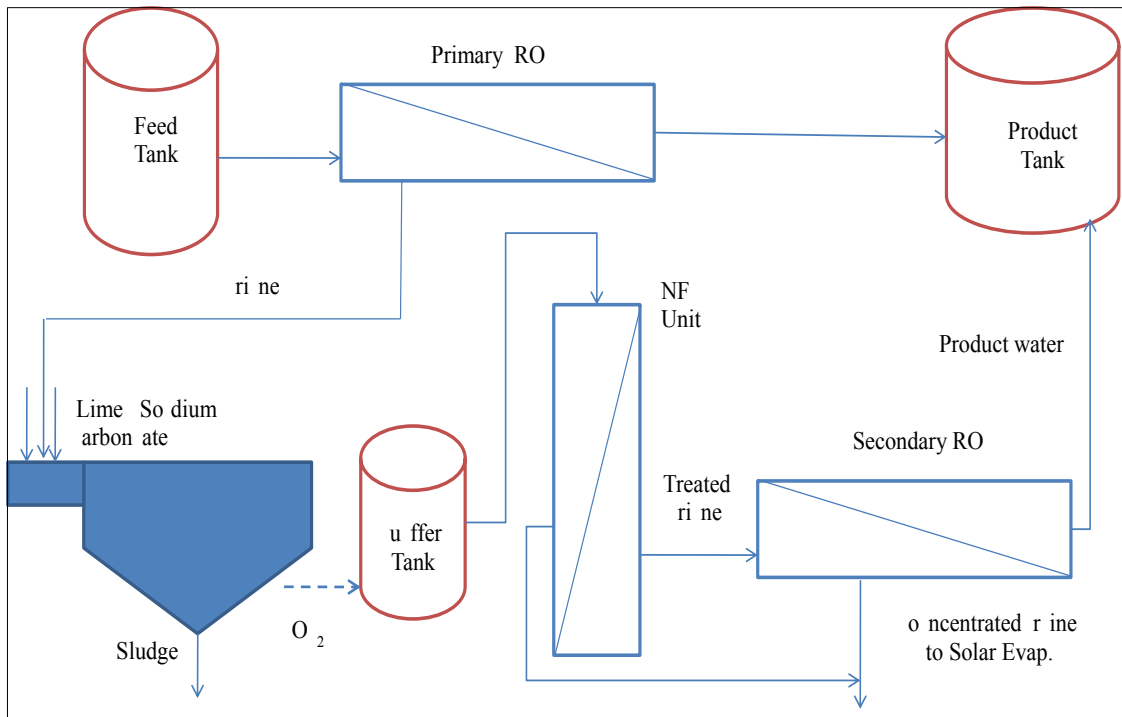 Primary RO
Feed
Tank
Product
Tank
ri ne
NF
Unit
Product water
Lime So dium
arbon ate
Secondary RO
Treated
ri ne
u ffer
Tank
O 2
Sludge
o ncentrated r ine
to Solar Evap.